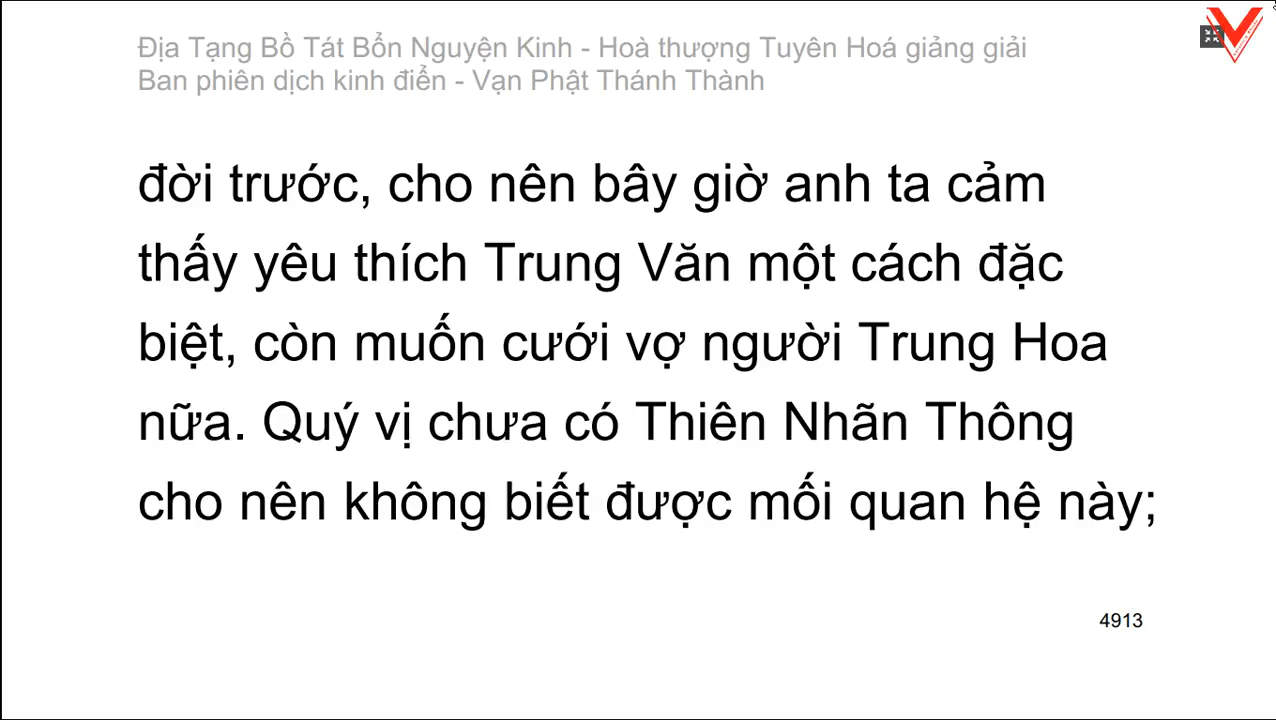 Địa Tạng Bồ Tát Bổn Nguyện Kinh - Hoà thượng Tuyên Hoá giảng giải
Ban phiên dịch kinh điển - Vạn Phật Thánh Thành
đời trước, cho nên bây giờ anh ta cảm
thấy yêu thích Trung Văn một cách đặc
biệt, còn muốn cưới vợ người Trung Hoa
nữa. Quý vị chưa có Thiên Nhãn Thông
cho nên không biết được mối quan hệ này;
4913